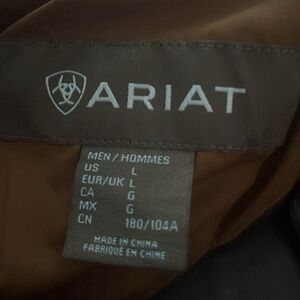 ARIAT
MEN / HOMMES
US L
EUR/UK L
CA G
MX G
CN 180/104A
MADE IN CHINA
FABRIQUÉ EN CHINE